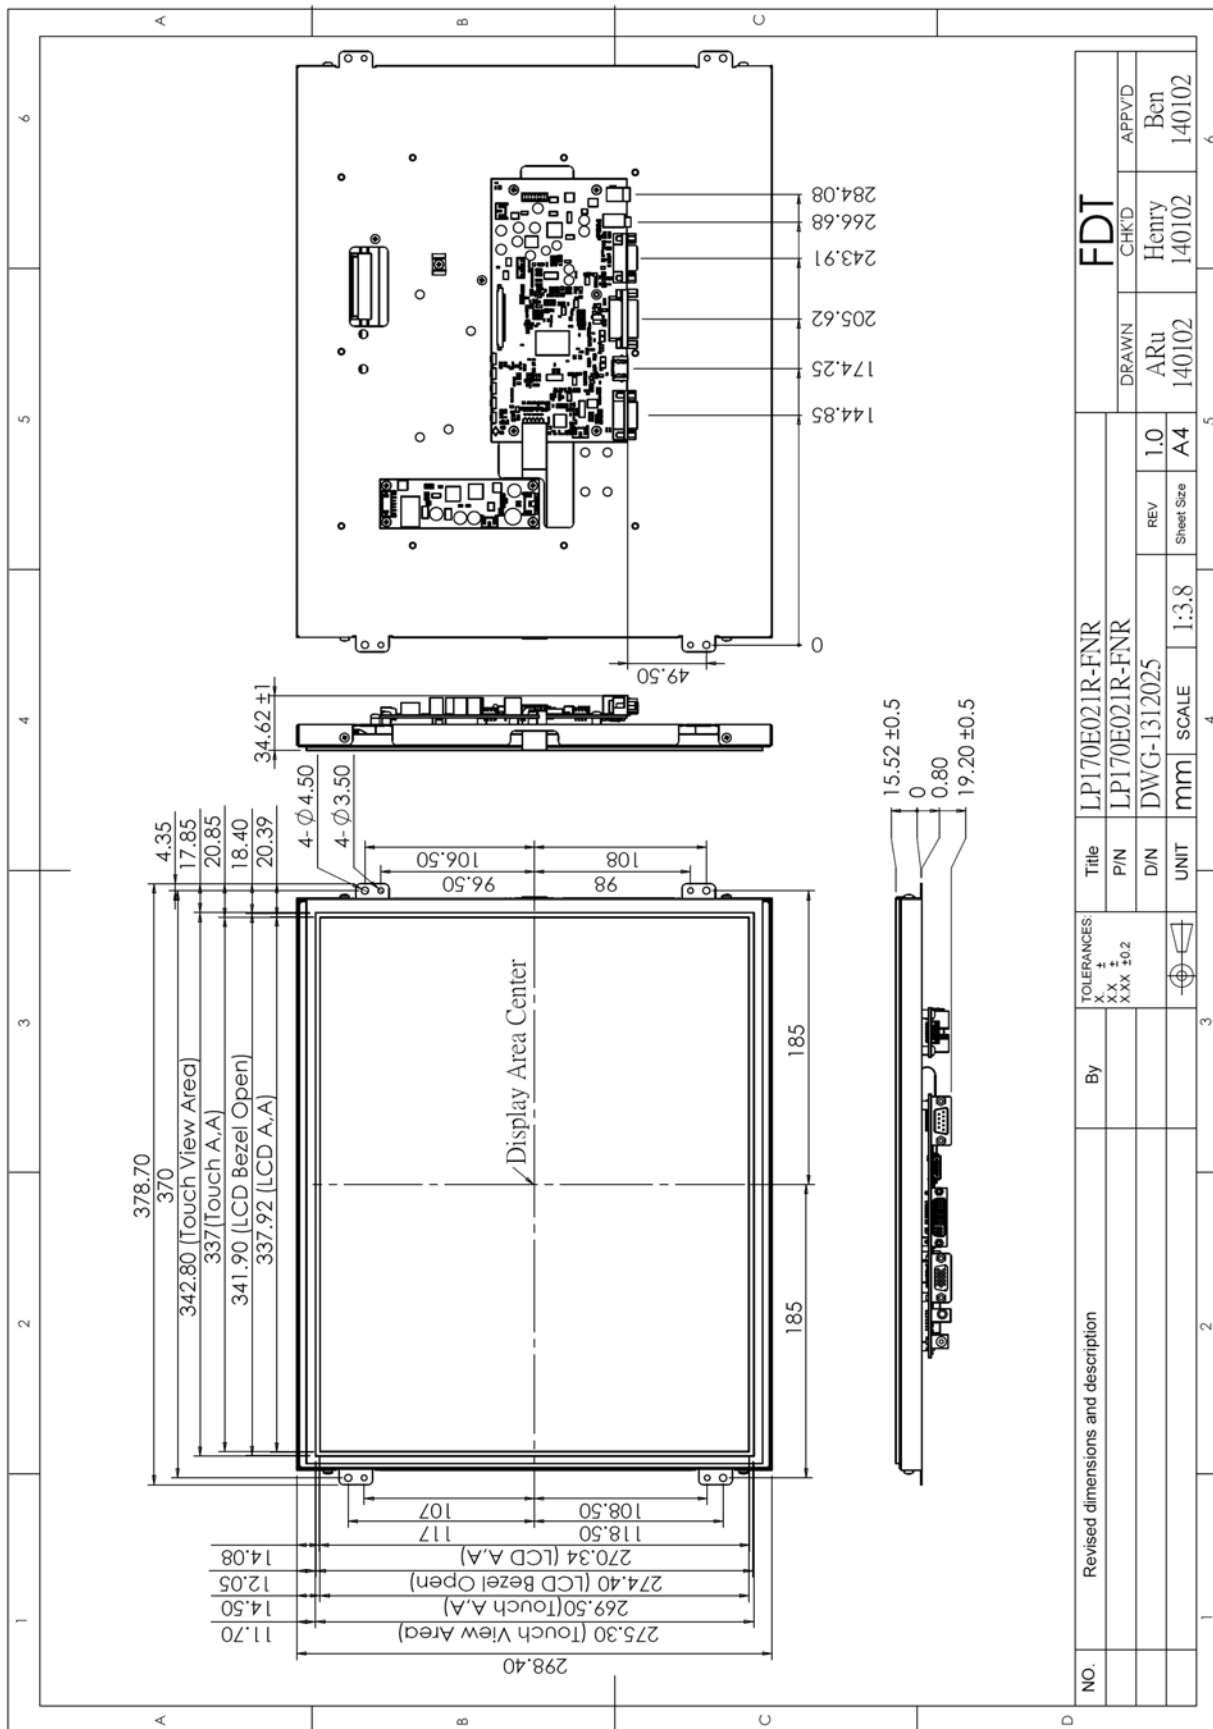 1
2
3
4
5
6
A
A
B
B
C
C
D
378.70
4.35
370
17.85
342.80 (Touch View Area)
20.85
337(Touch A,A)
18.40
341.90 (LCD Bezel Open)
20.39
337.92 (LCD A,A)
4-Ø4.50
4-Ø3.50
34.62 ±1
298.40
275.30 (Touch View Area)
11.70
269.50(Touch A,A)
14.50
274.40 (LCD Bezel Open)
12.05
270.34 (LCD A,A)
14.08
117
118.50
107
108.50
Display Area Center
96.50
98
106.50
108
185
185
49.50
0
144.85
174.25
205.62
243.91
266.68
284.08
15.52 ±0.5
0
0.80
19.20 ±0.5
NO.
Revised dimensions and description
By
TOLERANCES:
X. ±
X.X ±
X.XX ±0.2
Title
LP170E021R-FNR
P/N
LP170E021R-FNR
D/N
DWG-1312025
REV
1.0
UNIT
mm
SCALE
1:3.8
Sheet Size
A4
FDT
DRAWN
CHK'D
APPV'D
ARu
Henry
Ben
140102
140102
140102
1
2
3
4
5
6